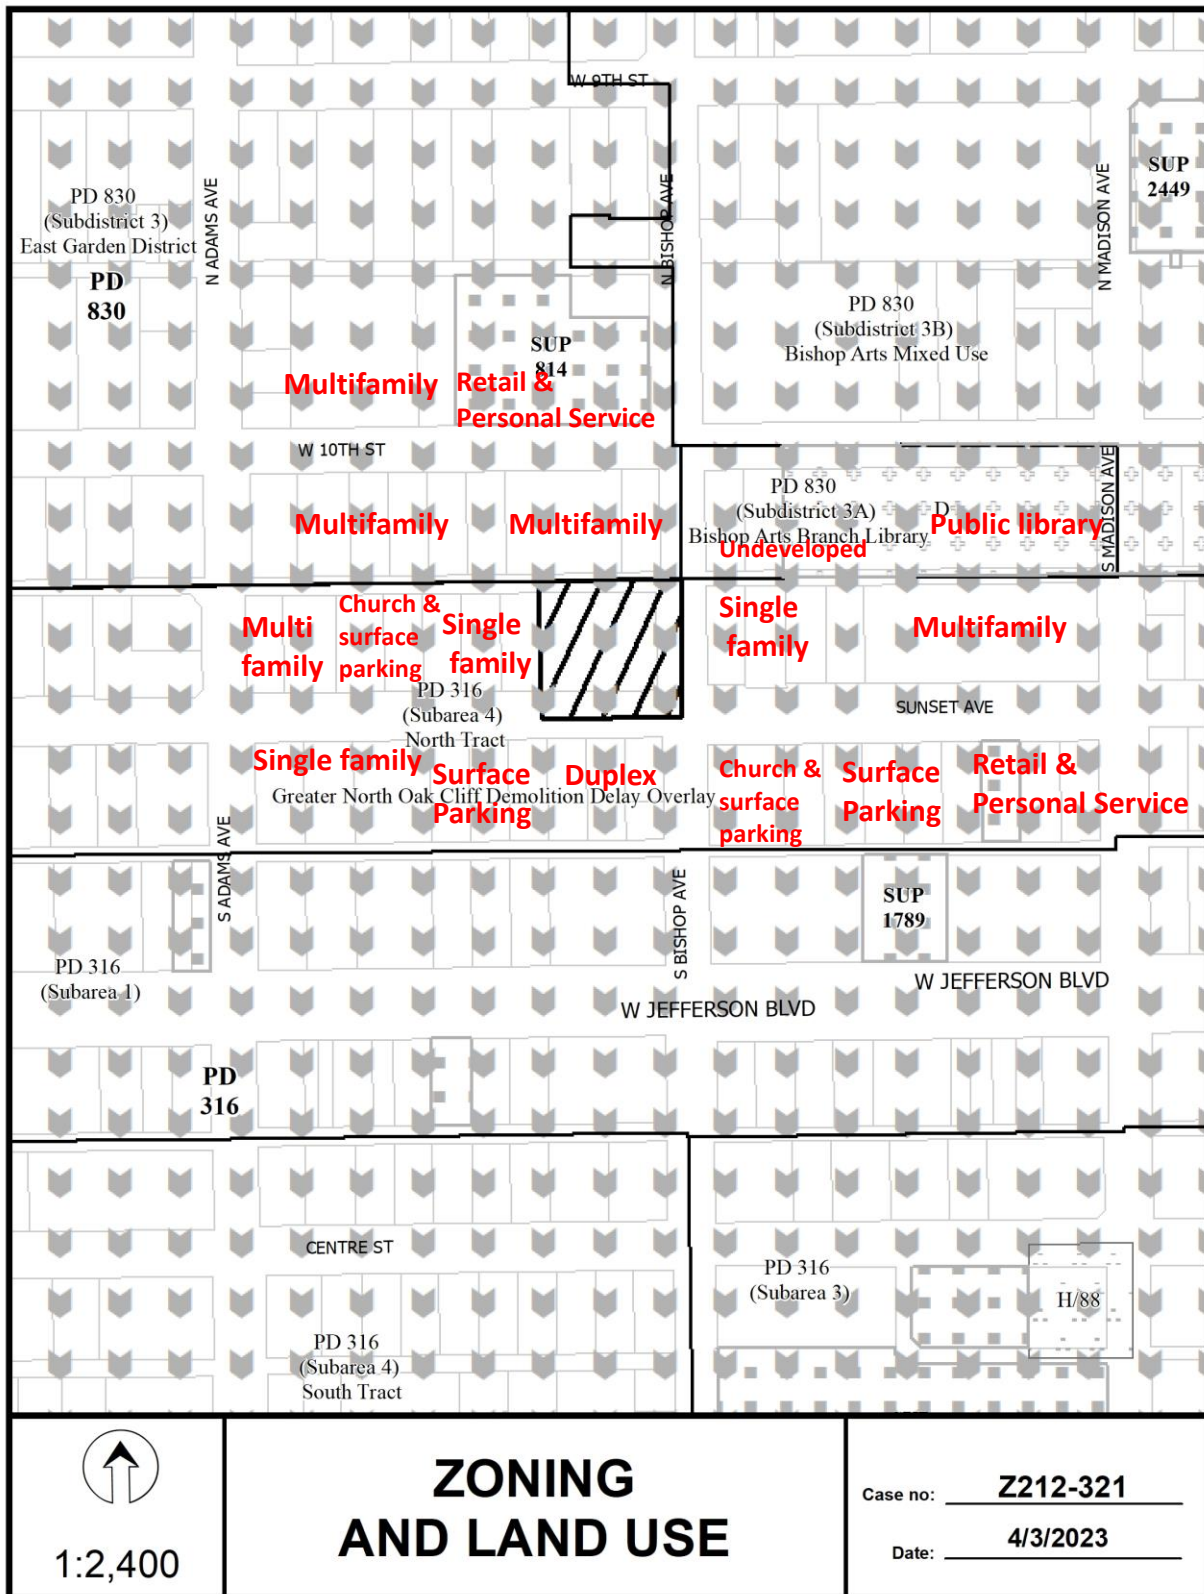 W 9TH ST
SUP
2449
PD 830
(Subdistrict 3)
East Garden District
N ADAMS AVE
N BISHOP AVE
N MADISON AVE
PD
830
PD 830
(Subdistrict 3B)
Bishop Arts Mixed Use
SUP
814
Multifamily
Retail &
Personal Service
W 10TH ST
S MADISON AVE
PD 830
(Subdistrict 3A)
Bishop Arts Branch Library
D
Multifamily
Multifamily
Undeveloped
Public library
Multi
family
Church &
surface
parking
Single
family
Single
family
Multifamily
PD 316
(Subarea 4)
North Tract
SUNSET AVE
Single family
Surface
Parking
Duplex
Church &
surface
parking
Surface
Parking
Retail &
Personal Service
Greater North Oak Cliff Demolition Delay Overlay
S ADAMS AVE
S BISHOP AVE
SUP
1789
PD 316
(Subarea 1)
W JEFFERSON BLVD
W JEFFERSON BLVD
PD
316
CENTRE ST
PD 316
(Subarea 3)
H/88
PD 316
(Subarea 4)
South Tract
1:2,400
ZONING
AND LAND USE
Case no: Z212-321
Date: 4/3/2023